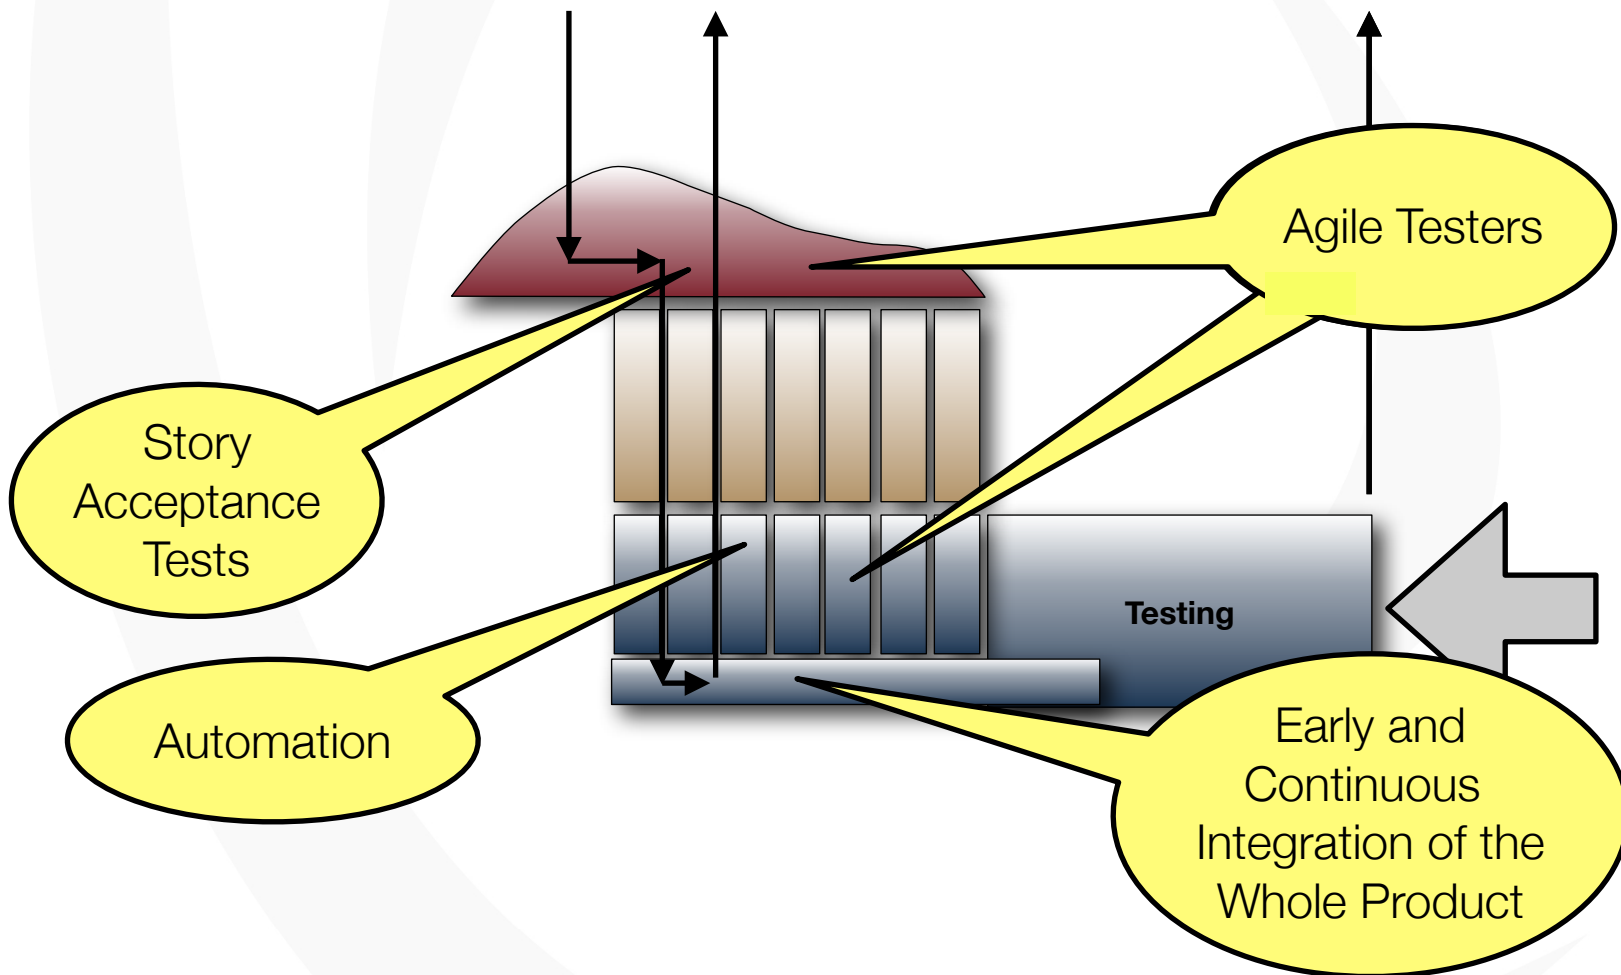 Agile Testers
Story
Acceptance
Tests
Testing
Automation
Early and
Continuous
Integration of the
Whole Product